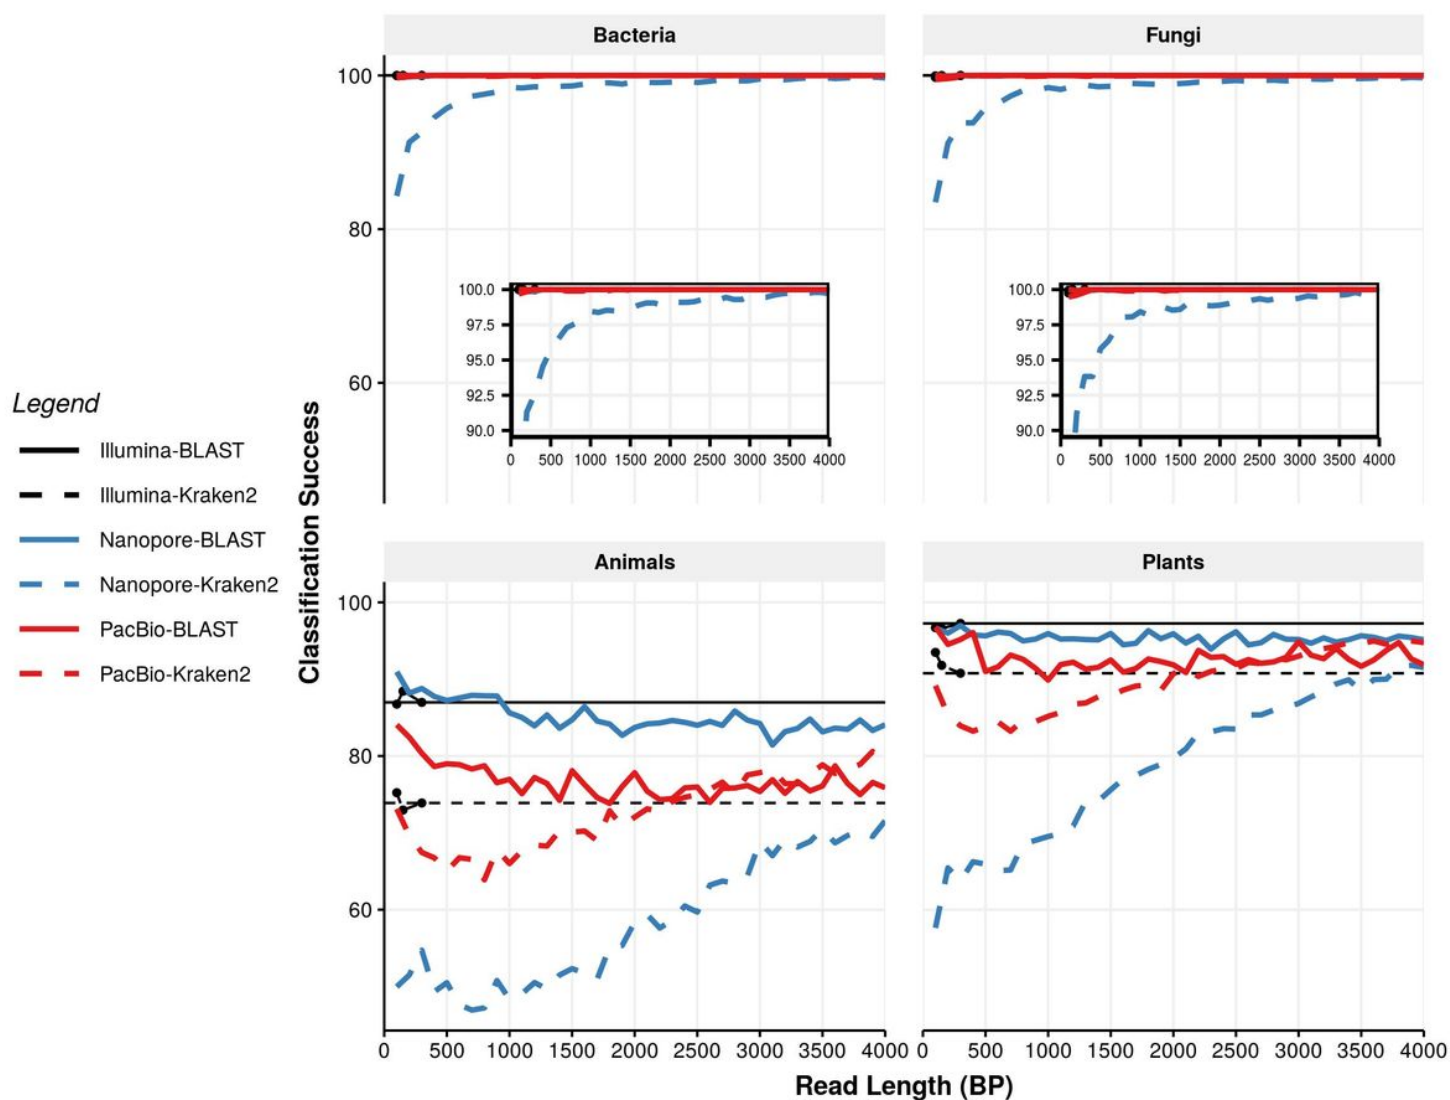 Bacteria
Fungi
100
80
60
100.0
97.5
95.0
92.5
90.0
0 500 1000 1500 2000 2500 3000 3500 4000
100.0
97.5
95.0
92.5
90.0
0 500 1000 1500 2000 2500 3000 3500 4000
Legend
Illumina-BLAST
Illumina-Kraken2
Nanopore-BLAST
Nanopore-Kraken2
PacBio-BLAST
PacBio-Kraken2
Classification Success
Animals
Plants
100
80
60
0 500 1000 1500 2000 2500 3000 3500 4000
0 500 1000 1500 2000 2500 3000 3500 4000
Read Length (BP)